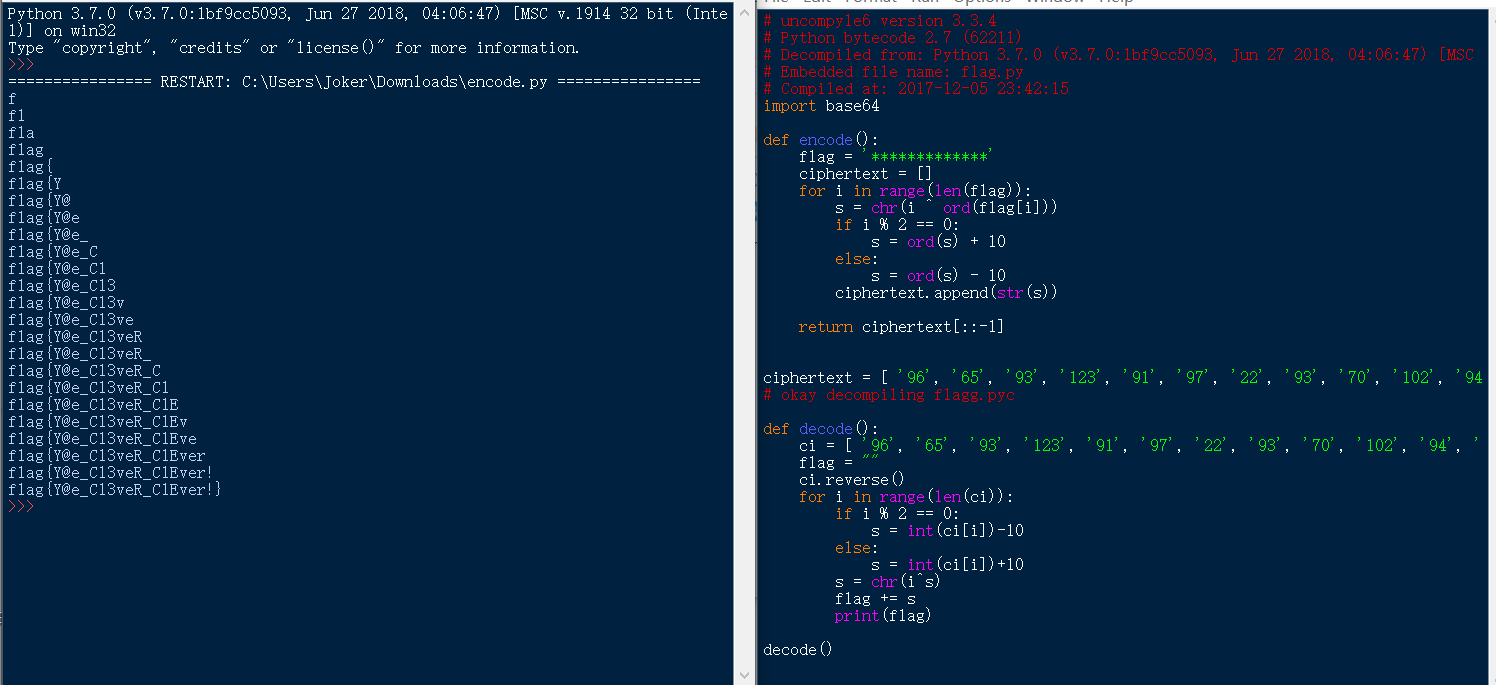 Python 3.7.0 (v3.7.0:1bf9cc5093, Jun 27 2018, 04:06:47) [MSC v.1914 32 bit (Inte
l)] on win32
Type "copyright", "credits" or "license()" for more information.
>>>
================ RESTART: C:\Users\Joker\Downloads\encode.py ================
f
fl
fla
flag
flag{
flag{Y
flag{Y@
flag{Y@e
flag{Y@e_
flag{Y@e_C
flag{Y@e_Cl
flag{Y@e_Cl3
flag{Y@e_Cl3v
flag{Y@e_Cl3ve
flag{Y@e_Cl3veR
flag{Y@e_Cl3veR_
flag{Y@e_Cl3veR_C
flag{Y@e_Cl3veR_Cl
flag{Y@e_Cl3veR_ClE
flag{Y@e_Cl3veR_ClEv
flag{Y@e_Cl3veR_ClEve
flag{Y@e_Cl3veR_ClEver
flag{Y@e_Cl3veR_ClEver!
flag{Y@e_Cl3veR_ClEver!}
>>>
File Edit Format Run Options Window Help
# uncompyle6 version 3.3.4
# Python bytecode 2.7 (62211)
# Decompiled from: Python 3.7.0 (v3.7.0:1bf9cc5093, Jun 27 2018, 04:06:47) [MSC
# Embedded file name: flag.py
# Compiled at: 2017-12-05 23:42:15
import base64
def encode():
    flag = '*************'
    ciphertext = []
    for i in range(len(flag)):
        s = chr(i ^ ord(flag[i]))
        if i % 2 == 0:
            s = ord(s) + 10
        else:
            s = ord(s) - 10
        ciphertext.append(str(s))
    return ciphertext[::-1]
ciphertext = [ '96', '65', '93', '123', '91', '97', '22', '93', '70', '102', '94
# okay decompiling flagg.pyc
def decode():
    ci = [ '96', '65', '93', '123', '91', '97', '22', '93', '70', '102', '94', '
    flag = ""
    ci.reverse()
    for i in range(len(ci)):
        if i % 2 == 0:
            s = int(ci[i])-10
        else:
            s = int(ci[i])+10
        s = chr(i^s)
        flag += s
        print(flag)
decode()